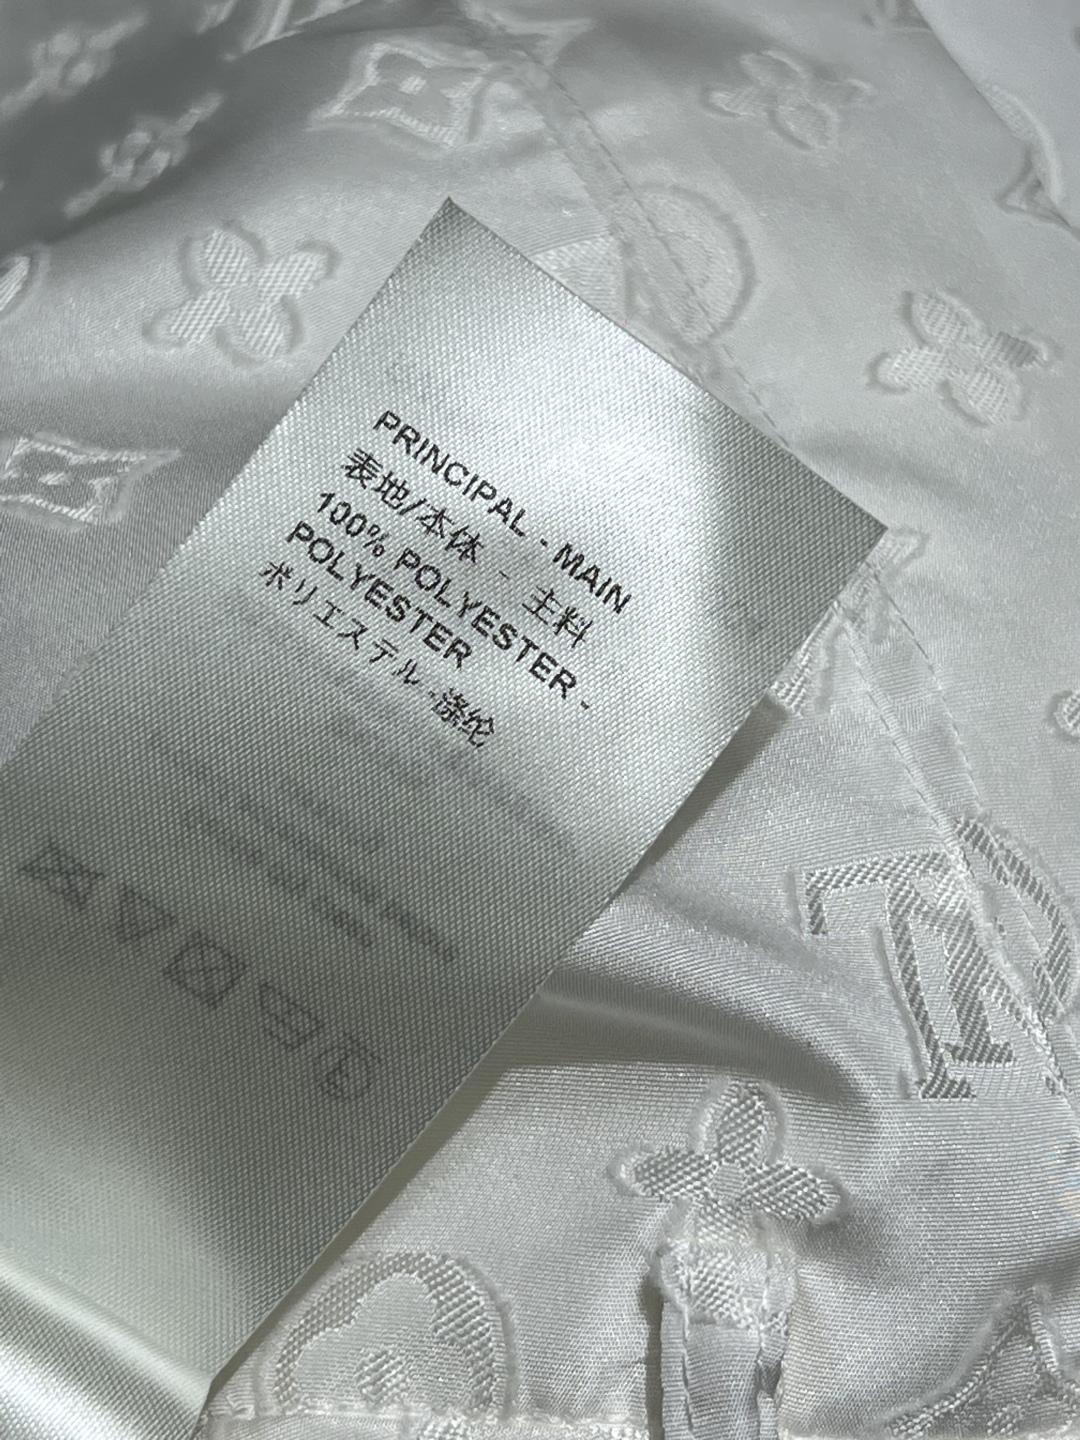 PRINCIPAL - MAIN
表地/本体 - 主料
100% POLYESTER -
POLYESTER
ポリエステル -涤纶